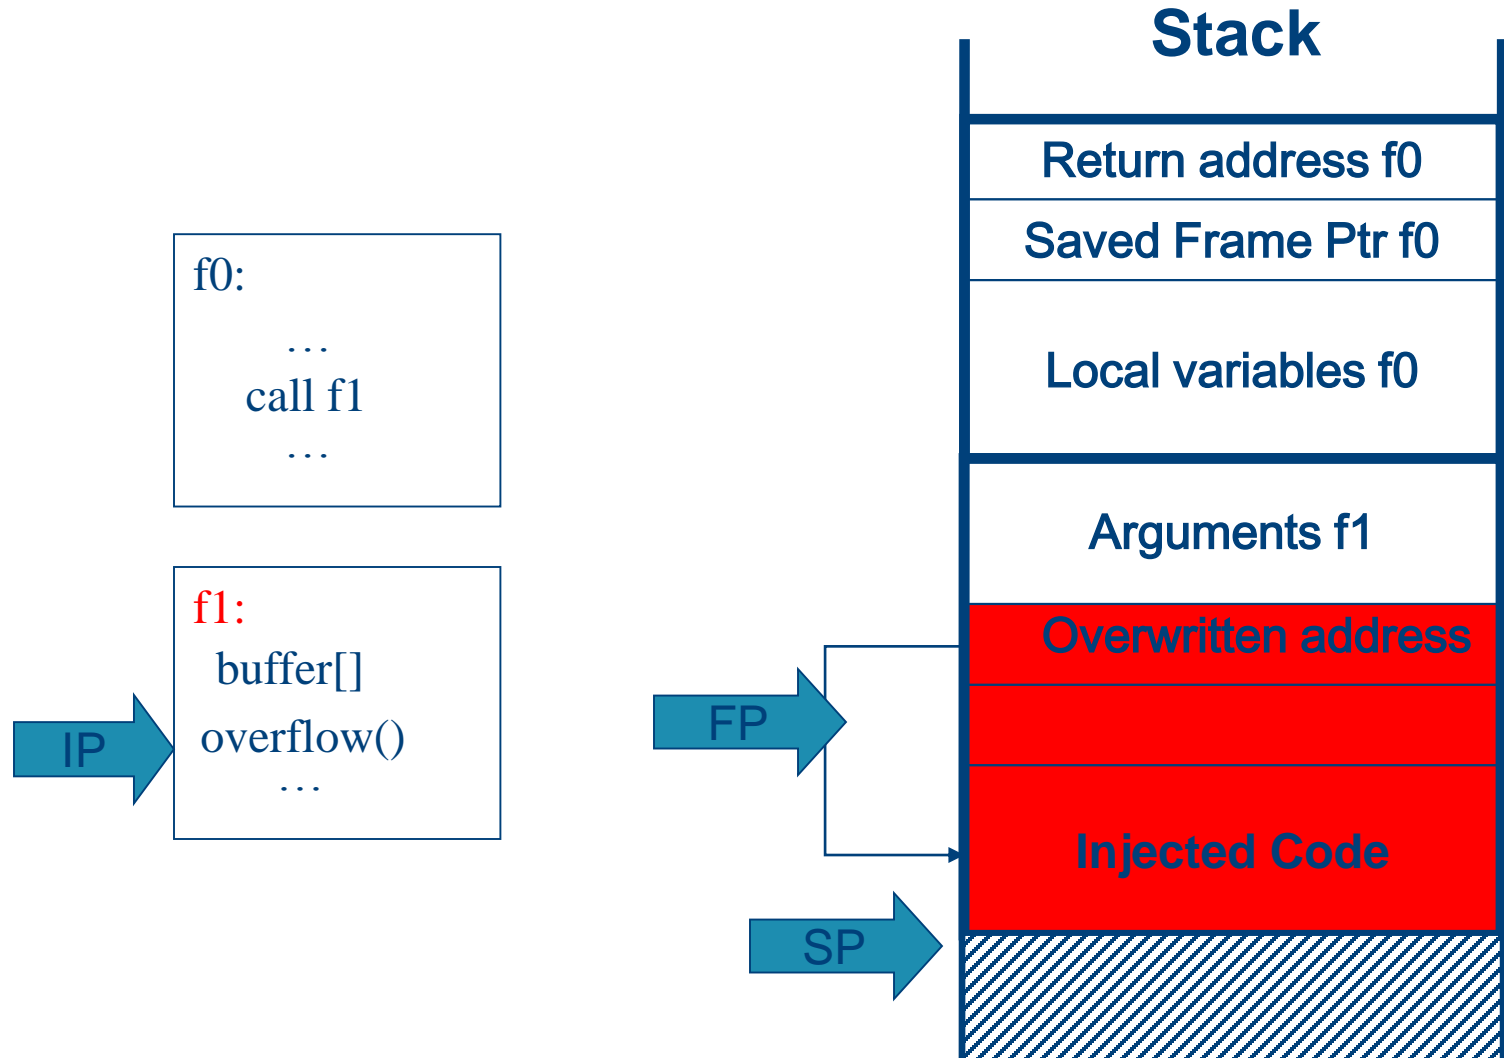 Stack
Return address f0
Saved Frame Ptr f0
Local variables f0
Arguments f1
Overwritten address
Injected Code
f0:
…
call f1
…
f1:
buffer[]
overflow()
…
IP
FP
SP